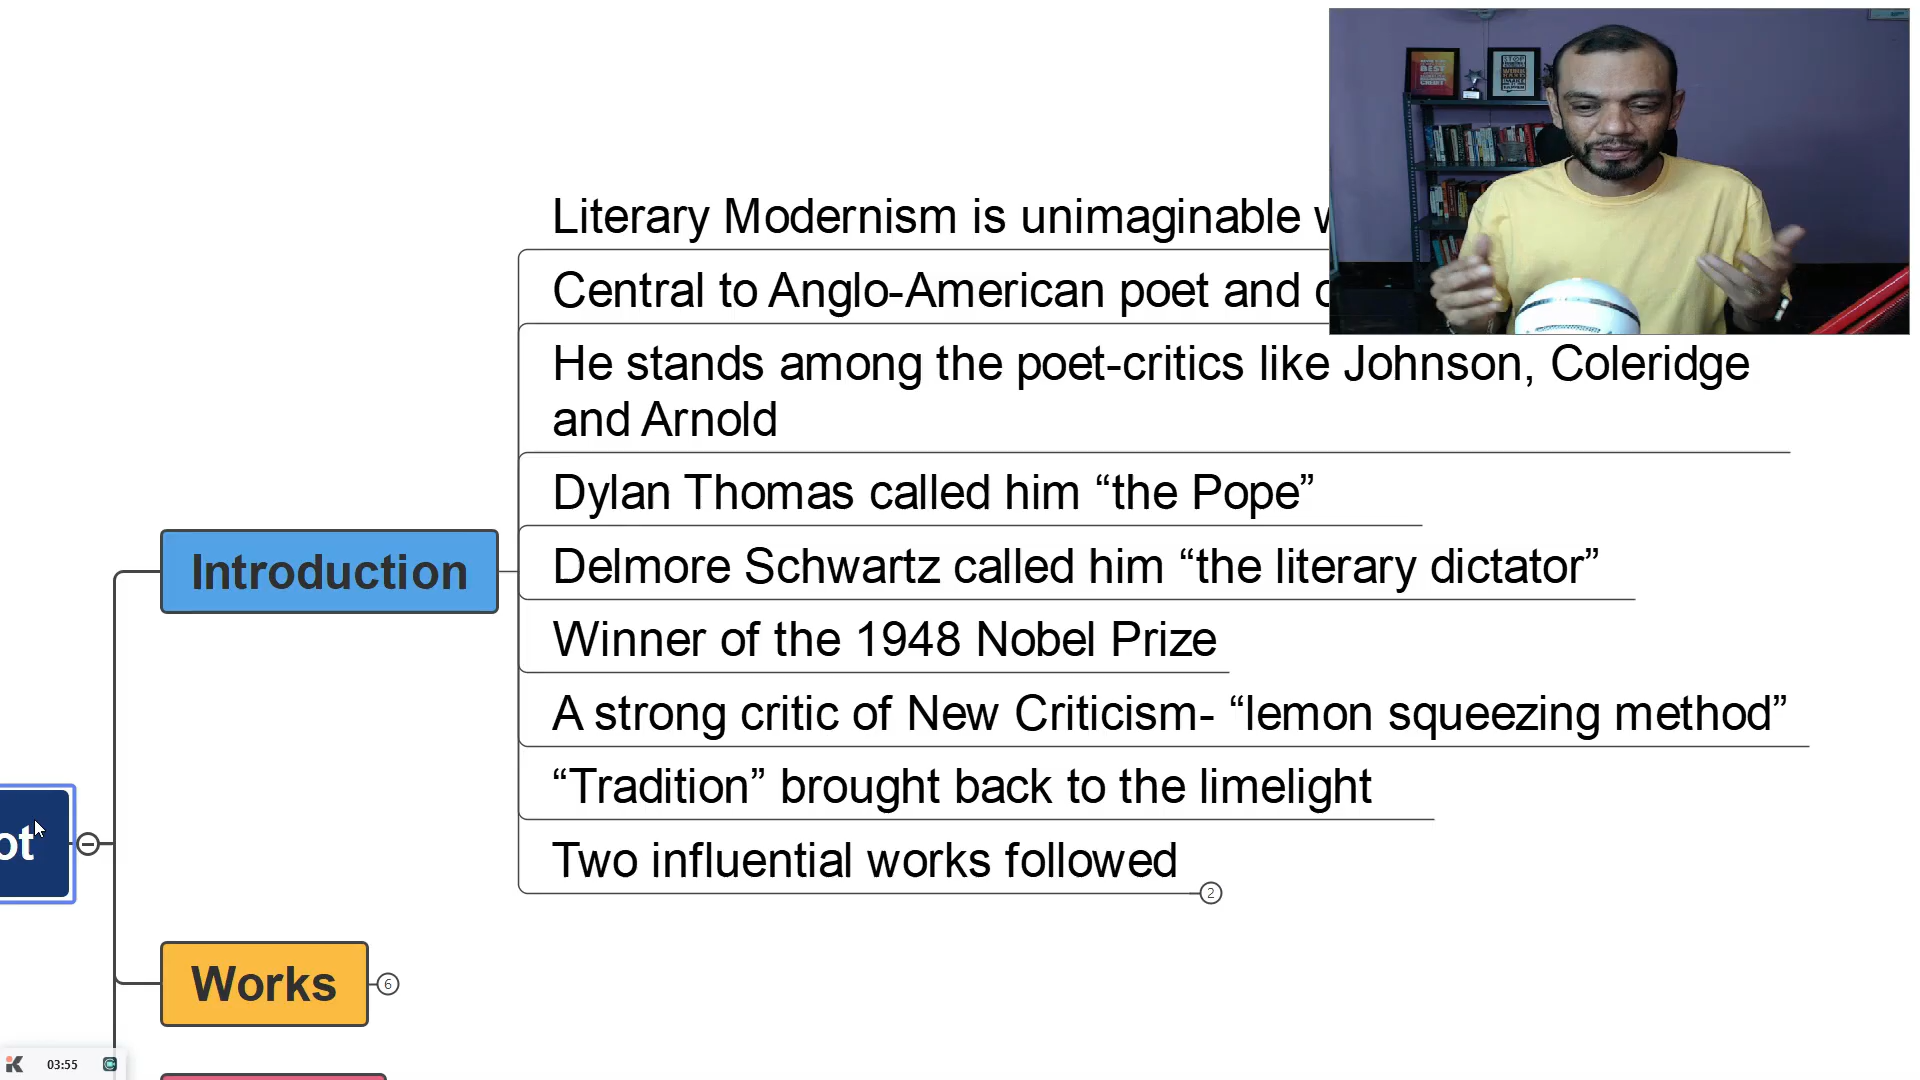 Literary Modernism is unimaginable
Central to Anglo-American poet and
He stands among the poet-critics like Johnson, Coleridge
and Arnold
Dylan Thomas called him “the Pope”
Delmore Schwartz called him “the literary dictator”
Introduction
Winner of the 1948 Nobel Prize
A strong critic of New Criticism- “lemon squeezing method”
“Tradition” brought back to the limelight
ot
Two influential works followed
2
Works
6
03:55